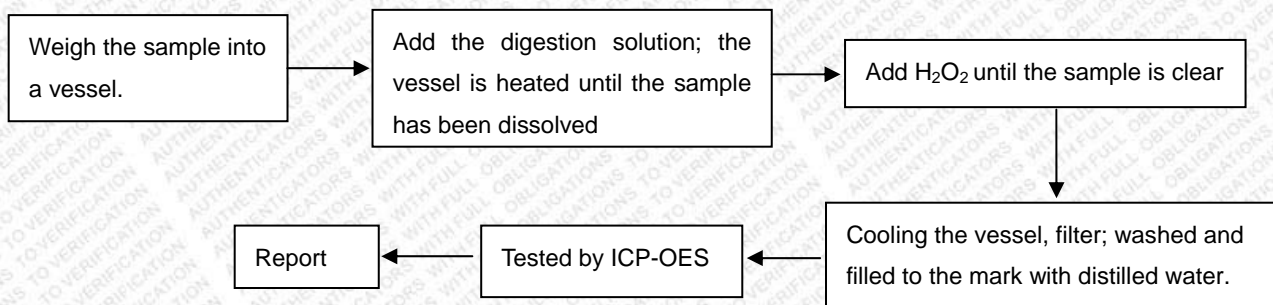 Weigh the sample into
a vessel.
Add the digestion solution; the
vessel is heated until the sample
has been dissolved
Add H₂O₂ until the sample is clear
Cooling the vessel, filter; washed and
filled to the mark with distilled water.
Tested by ICP-OES
Report